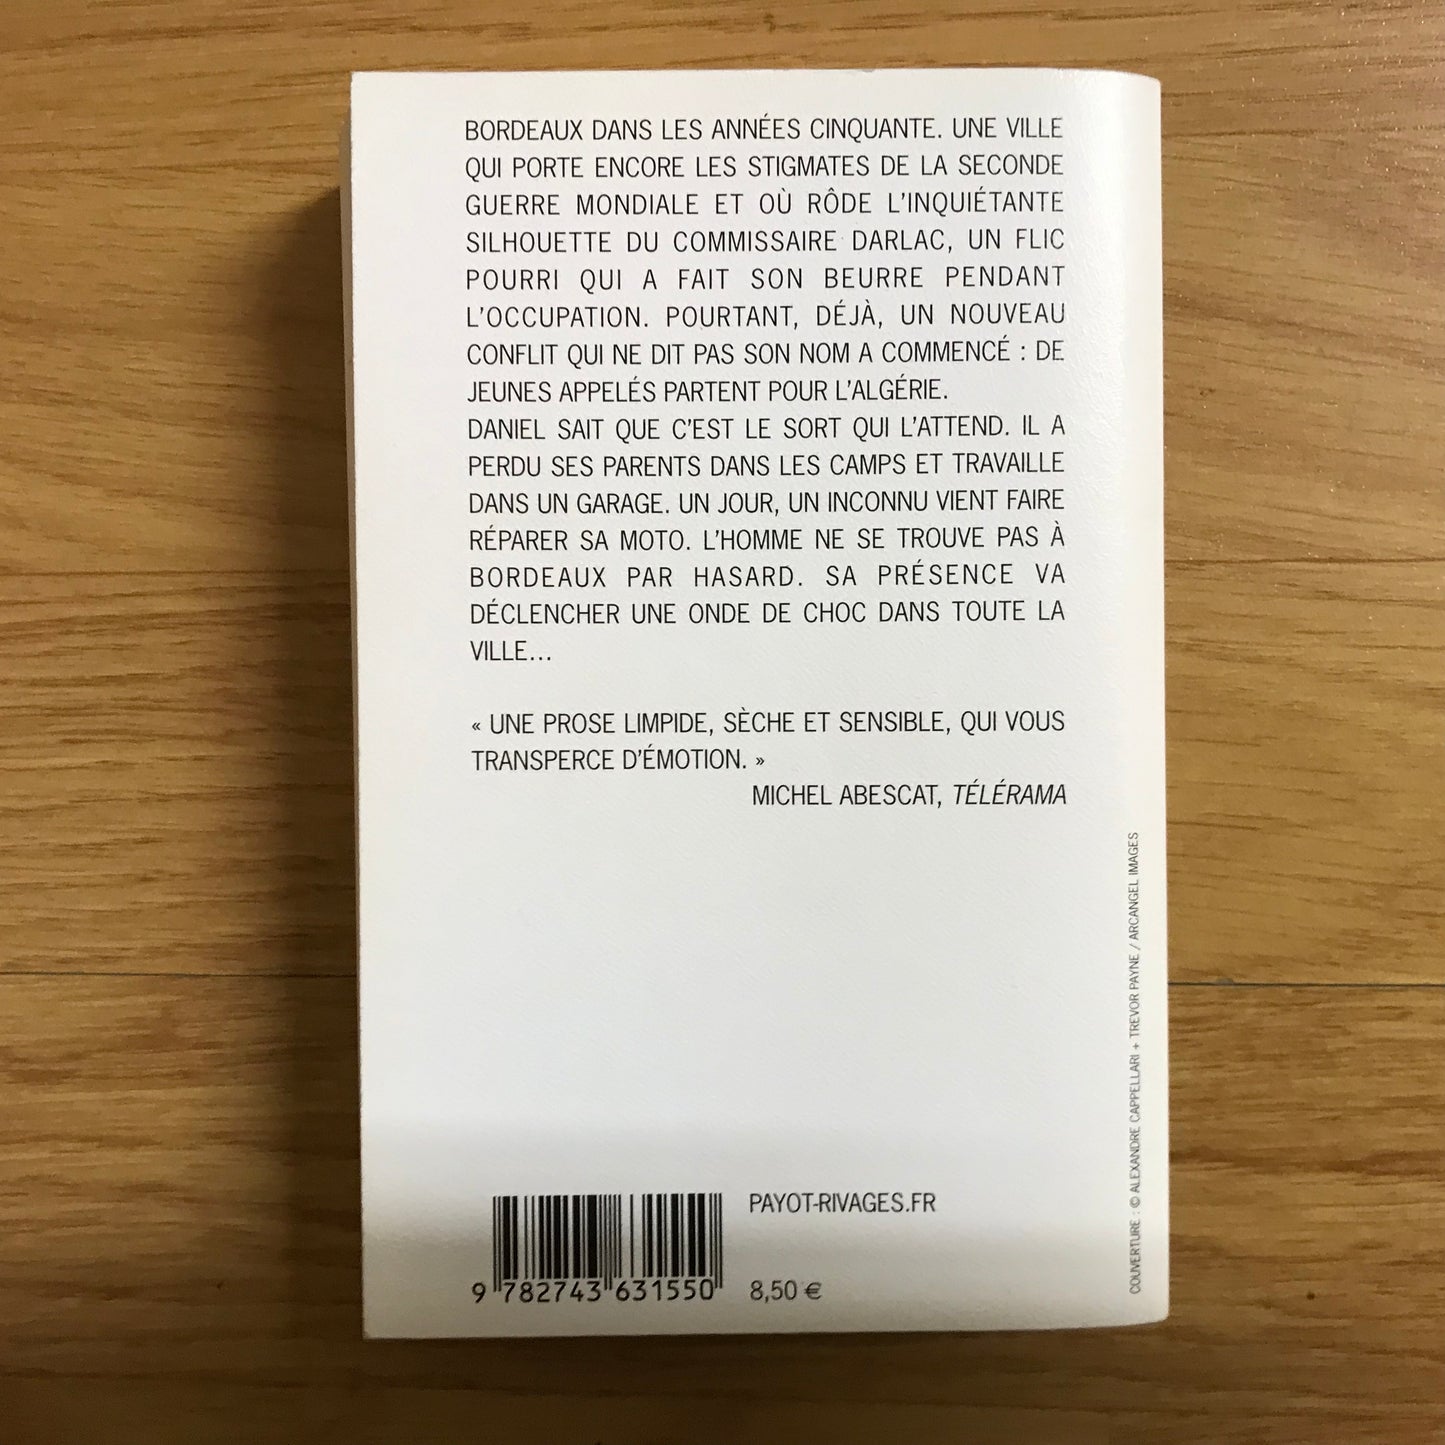 BORDEAUX DANS LES ANNÉES CINQUANTE. UNE VILLE
QUI PORTE ENCORE LES STIGMATES DE LA SECONDE
GUERRE MONDIALE ET OÙ RÔDE L'INQUIÉTANTE
SILHOUETTE DU COMMISSAIRE DARLAC, UN FLIC
POURRI QUI A FAIT SON BEURRE PENDANT
L'OCCUPATION. POURTANT, DÉJÀ, UN NOUVEAU
CONFLIT QUI NE DIT PAS SON NOM A COMMENCÉ : DE
JEUNES APPELÉS PARTENT POUR L'ALGÉRIE.
DANIEL SAIT QUE C'EST LE SORT QUI L'ATTEND. IL A
PERDU SES PARENTS DANS LES CAMPS ET TRAVAILLE
DANS UN GARAGE. UN JOUR, UN INCONNU VIENT FAIRE
RÉPARER SA MOTO. L'HOMME NE SE TROUVE PAS À
BORDEAUX PAR HASARD. SA PRÉSENCE VA
DÉCLENCHER UNE ONDE DE CHOC DANS TOUTE LA
VILLE...
« UNE PROSE LIMPIDE, SÈCHE ET SENSIBLE, QUI VOUS
TRANSPERCE D'ÉMOTION. »
MICHEL ABESCAT, TÉLÉRAMA
COUVERTURE : © ALEXANDRE CAPPELLARI + TREVOR PAYNE / ARCANGEL IMAGES
PAYOT-RIVAGES.FR
9 782743 631550
8,50 €